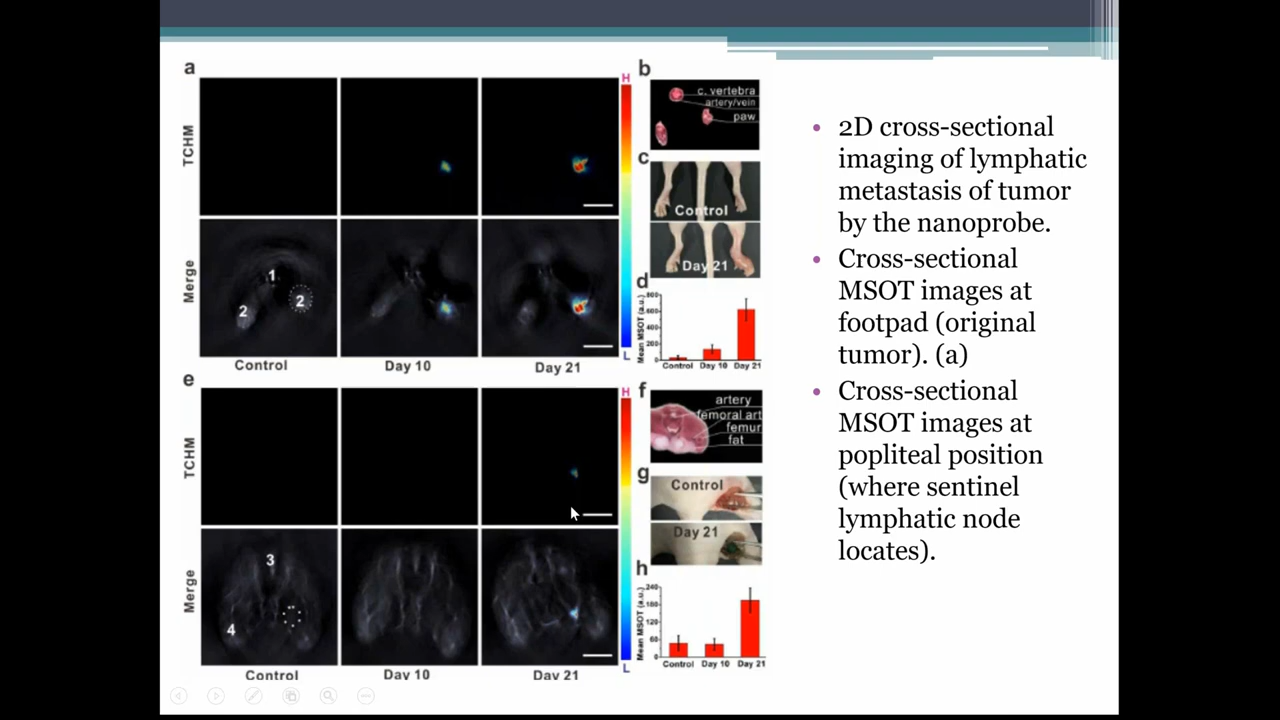 a
TCHM
Merge
1
2
2
Control
Day 10
Day 21
H
L
b
c. vertebra
artery/vein
paw
c
Control
Day 21
d
Mean MSOT (a.u.)
800
600
400
200
0
Control
Day 10
Day 21
e
TCHM
Merge
3
4
Control
Day 10
Day 21
H
L
f
artery
femoral art
femur
fat
g
Control
Day 21
h
Mean MSOT (a.u.)
240
180
120
60
0
Control
Day 10
Day 21
• 2D cross-sectional
imaging of lymphatic
metastasis of tumor
by the nanoprobe.
• Cross-sectional
MSOT images at
footpad (original
tumor). (a)
• Cross-sectional
MSOT images at
popliteal position
(where sentinel
lymphatic node
locates).